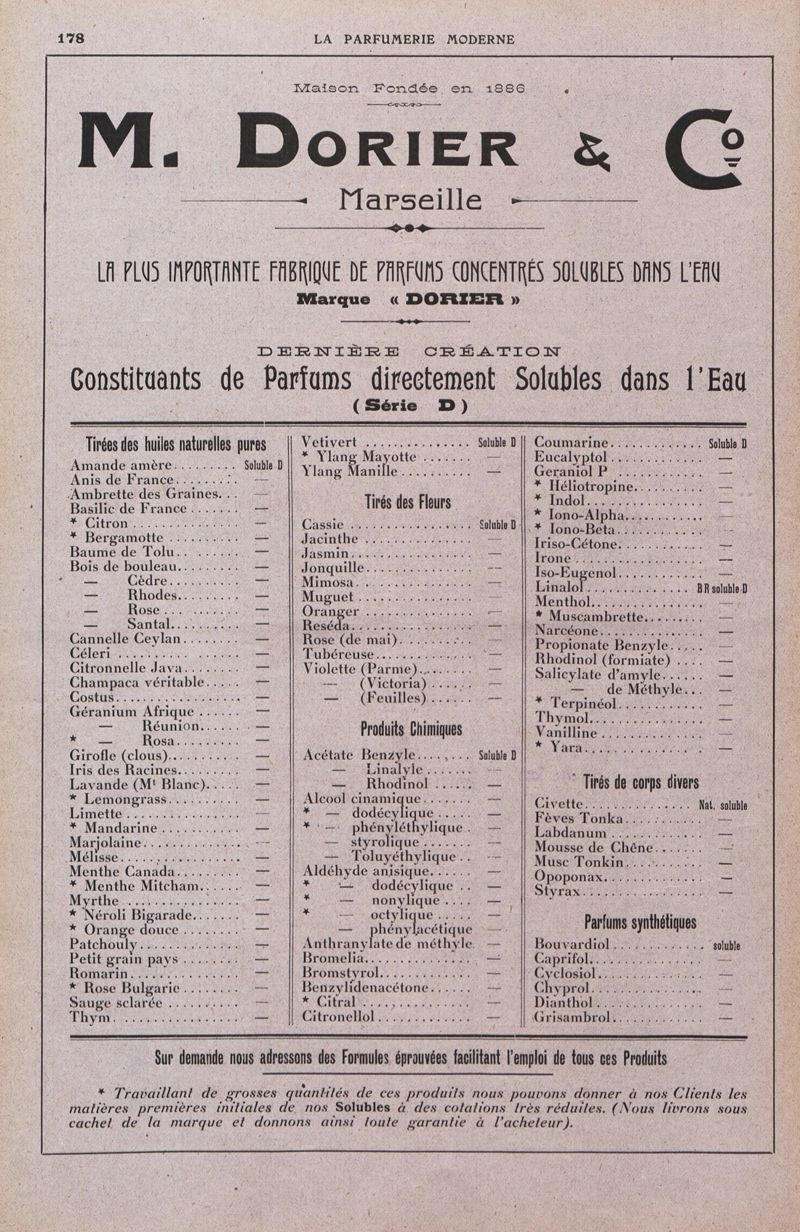 178
LA PARFUMERIE MODERNE
Maison Fondée en 1886
M. DORIER & Cº
Marseille
LA PLUS IMPORTANTE FABRIQUE DE PARFUMS CONCENTRÉS SOLUBLES DANS L'EAU
Marque « DORIER »
DERNIÈRE CRÉATION
Constituants de Parfums directement Solubles dans l'Eau
(Série D)
Tirées des huiles naturelles pures
Amande amère......... Soluble D
Anis de France........ —
Ambrette des Graines... —
Basilic de France....... —
* Citron.............. —
* Bergamotte.......... —
Baume de Tolu........ —
Bois de bouleau........ —
— Cèdre.......... —
— Rhodes......... —
— Rose........... —
— Santal.......... —
Cannelle Ceylan........ —
Céleri................ —
Citronnelle Java........ —
Champaca véritable..... —
Costus................ —
Géranium Afrique...... —
— Réunion....... —
* — Rosa......... —
Girofle (clous).......... —
Iris des Racines......... —
Lavande (Mt Blanc)..... —
* Lemongrass.......... —
Limette............... —
* Mandarine........... —
Marjolaine............. —
Mélisse................ —
Menthe Canada........ —
* Menthe Mitcham...... —
Myrthe............... —
* Néroli Bigarade....... —
* Orange douce........ —
Patchouly............. —
Petit grain pays........ —
Romarin.............. —
* Rose Bulgarie........ —
Sauge sclarée.......... —
Thym................. —
Vetivert.............. Soluble D
* Ylang Mayotte....... —
Ylang Manille.......... —
Tirés des Fleurs
Cassie................ Soluble D
Jacinthe.............. —
Jasmin................ —
Jonquille.............. —
Mimosa............... —
Muguet............... —
Oranger.............. —
Reséda............... —
Rose (de mai).......... —
Tubéreuse............. —
Violette (Parme)........ —
— (Victoria)...... —
— (Feuilles)...... —
Produits Chimiques
Acétate Benzyle........ Soluble D
— Linalyle....... —
— Rhodinol...... —
Alcool cinamique....... —
* — dodécylique..... —
* — phényléthylique.. —
— styrolique....... —
— Toluyéthylique.. —
Aldéhyde anisique...... —
* — dodécylique.. —
* — nonylique.... —
* — octylique..... —
— phénylacétique —
Anthranylate de méthyle. —
Bromelia.............. —
Bromstyrol............ —
Benzylidenacétone...... —
* Citral............... —
Citronellol............. —
Coumarine............ Soluble D
Eucalyptol............. —
Geraniol P............ —
* Héliotropine.......... —
* Indol............... —
* Iono-Alpha........... —
* Iono-Beta............ —
Iriso-Cétone............ —
Irone................. —
Iso-Eugenol............ —
Linalol............... BR soluble D
Menthol............... —
* Muscambrette........ —
Narcéone.............. —
Propionate Benzyle..... —
Rhodinol (formiate).... —
Salicylate d'amyle...... —
— de Méthyle... —
* Terpinéol............ —
Thymol............... —
Vanilline.............. —
* Yara................ —
Tirés de corps divers
Civette............... Nat. soluble
Fèves Tonka........... —
Labdanum............ —
Mousse de Chêne....... —
Musc Tonkin.......... —
Opoponax............. —
Styrax................ —
Parfums synthétiques
Bouvardiol............. soluble
Caprifol............... —
Cyclosiol.............. —
Chyprol............... —
Dianthol.............. —
Grisambrol............ —
Sur demande nous adressons des Formules éprouvées facilitant l'emploi de tous ces Produits
* Travaillant de grosses quantités de ces produits nous pouvons donner à nos Clients les
matières premières initiales de nos Solubles à des cotations très réduites. (Nous livrons sous
cachet de la marque et donnons ainsi toute garantie à l'acheteur).